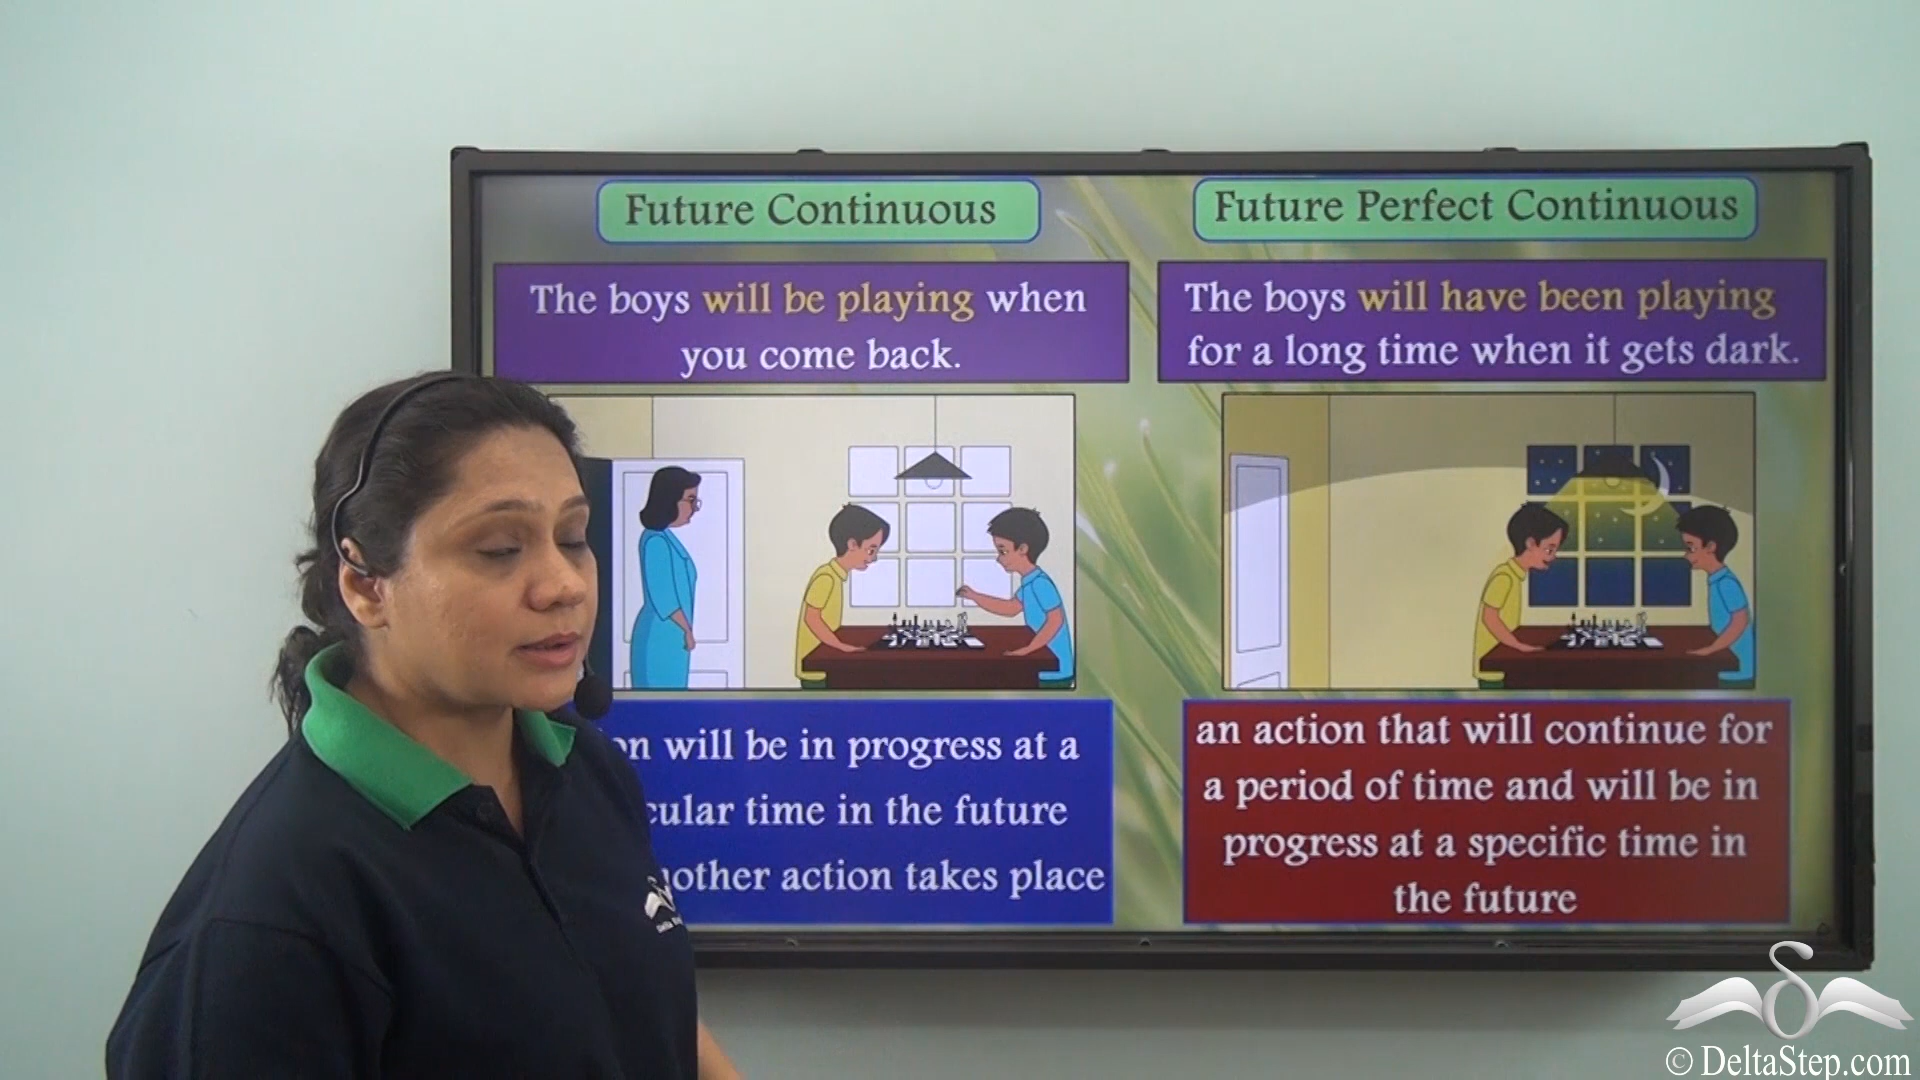 Future Continuous
The boys will be playing when
you come back.
will be in progress at a
time in the future
action takes place
Future Perfect Continuous
The boys will have been playing
for a long time when it gets dark.
an action that will continue for
a period of time and will be in
progress at a specific time in
the future
© DeltaStep.com